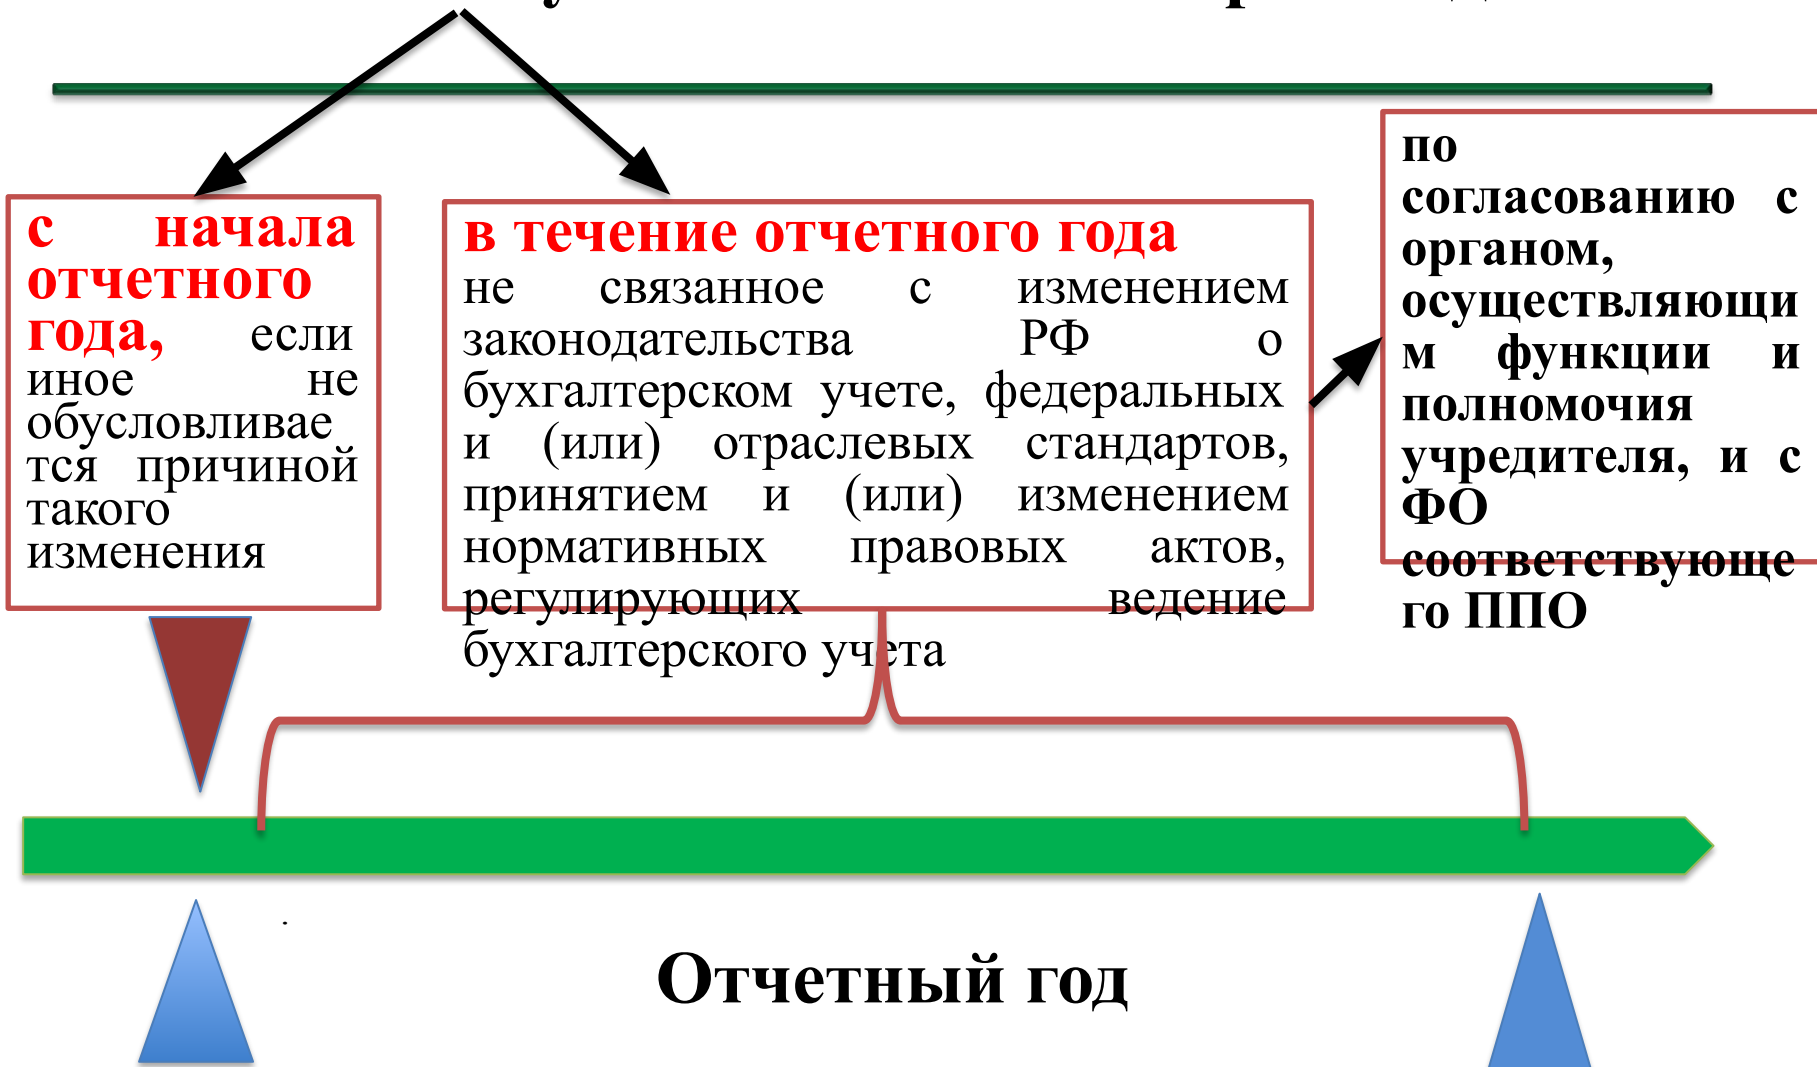 с начала
отчетного
года, если
иное не
обусловливае
тся причиной
такого
изменения
в течение отчетного года
не связанное с изменением
законодательства РФ о
бухгалтерском учете, федеральных
и (или) отраслевых стандартов,
принятием и (или) изменением
нормативных правовых актов,
регулирующих ведение
бухгалтерского учета
по
согласованию с
органом,
осуществляющи
м функции и
полномочия
учредителя, и с
ФО
соответствующе
го ППО
.
Отчетный год